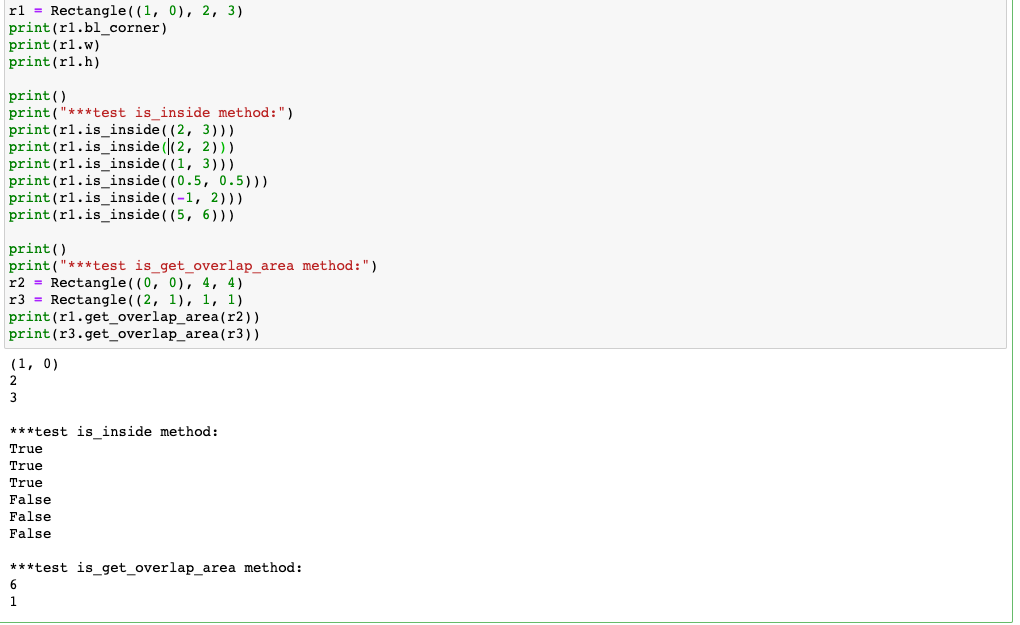 r1 = Rectangle((1, 0), 2, 3)
print(r1.bl_corner)
print(r1.w)
print(r1.h)
print()
print("***test is_inside method:")
print(r1.is_inside((2, 3)))
print(r1.is_inside((2, 2)))
print(r1.is_inside((1, 3)))
print(r1.is_inside((0.5, 0.5)))
print(r1.is_inside((-1, 2)))
print(r1.is_inside((5, 6)))
print()
print("***test is_get_overlap_area method:")
r2 = Rectangle((0, 0), 4, 4)
r3 = Rectangle((2, 1), 1, 1)
print(r1.get_overlap_area(r2))
print(r3.get_overlap_area(r3))
(1, 0)
2
3
***test is_inside method:
True
True
True
False
False
False
***test is_get_overlap_area method:
6
1